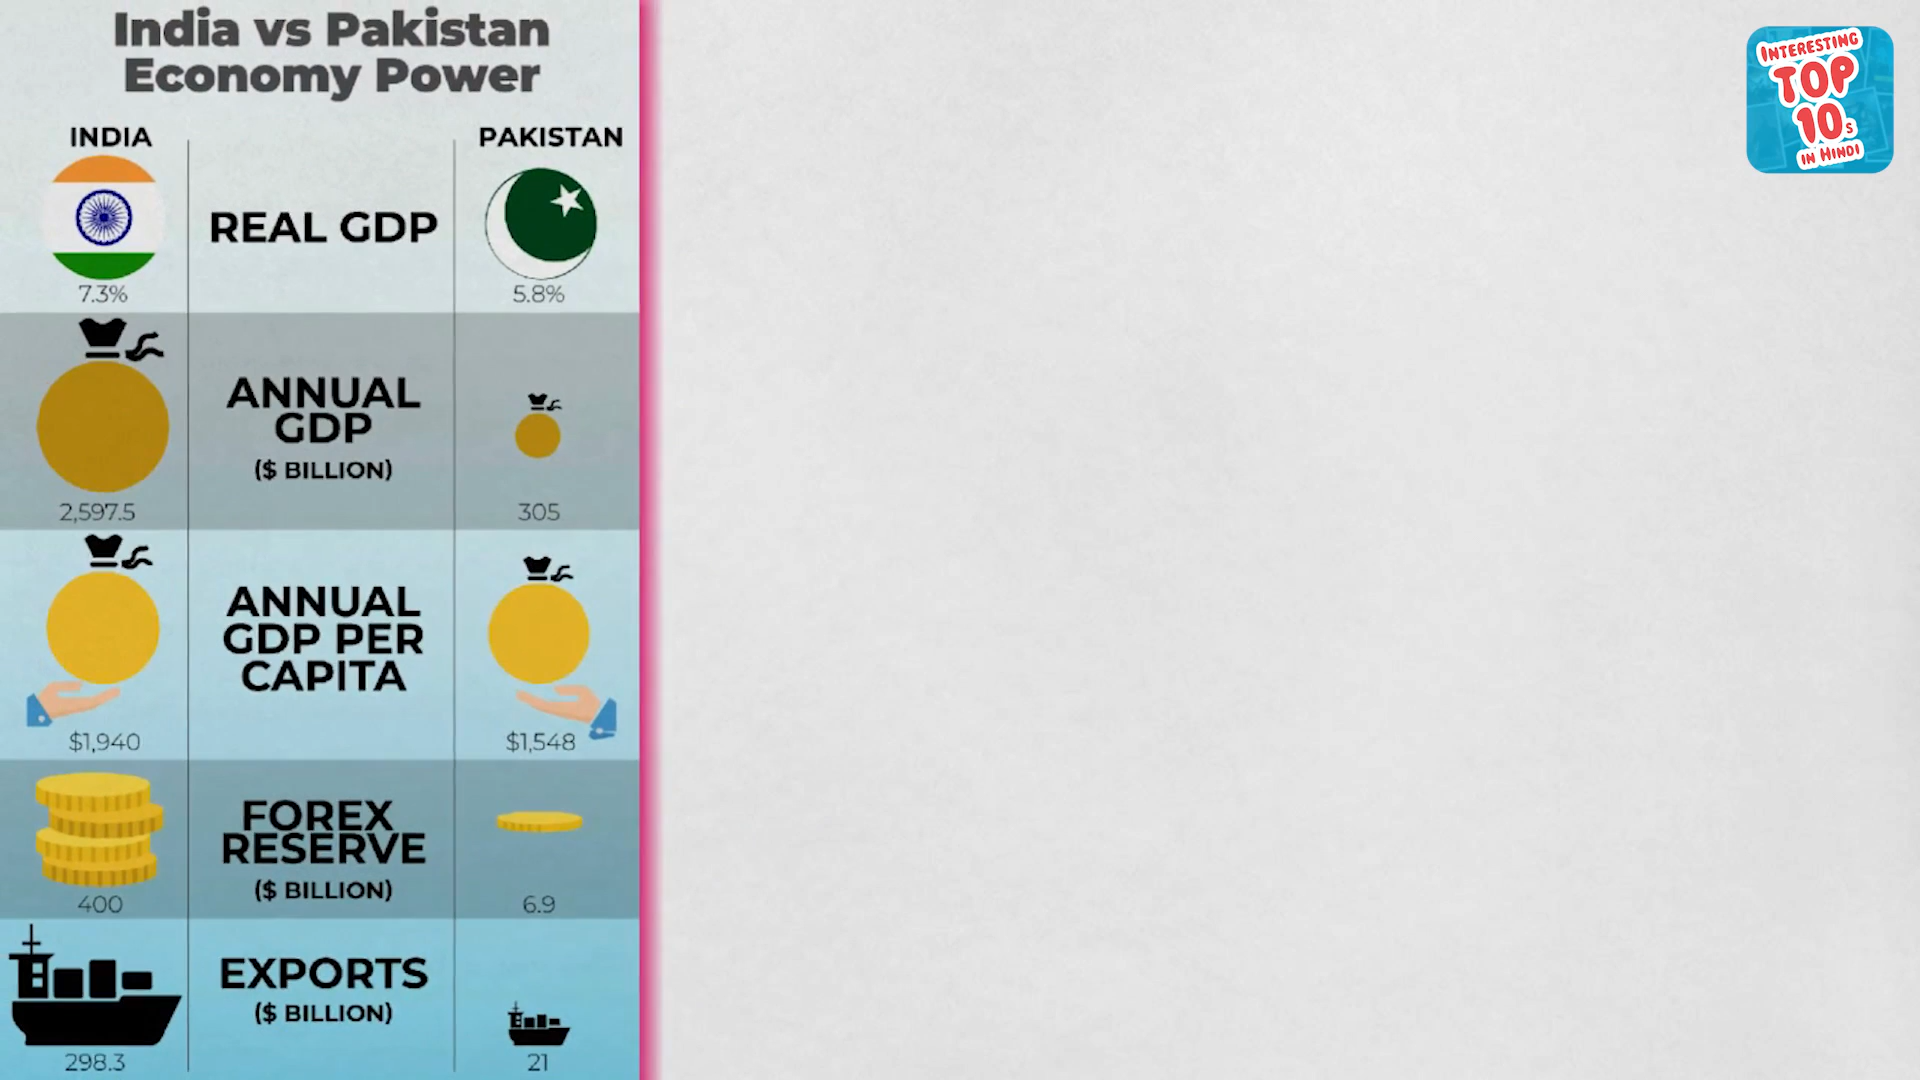 India vs Pakistan
Economy Power
INDIA
PAKISTAN
REAL GDP
7.3%
5.8%
ANNUAL
GDP
($ BILLION)
2,597.5
305
ANNUAL
GDP PER
CAPITA
$1,940
$1,548
FOREX
RESERVE
($ BILLION)
400
6.9
EXPORTS
($ BILLION)
298.3
21
INTERESTING
TOP
10s
IN HINDI